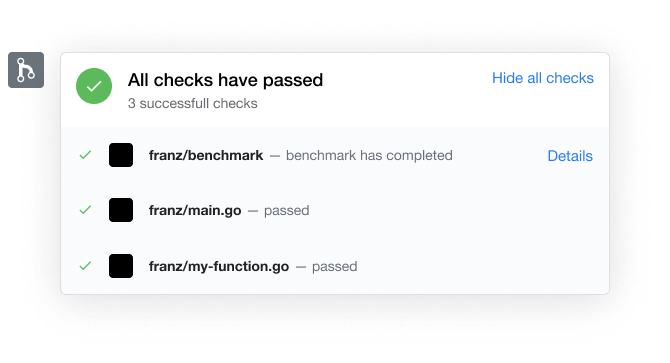 All checks have passed
Hide all checks
3 successfull checks
franz/benchmark — benchmark has completed
Details
franz/main.go — passed
franz/my-function.go — passed